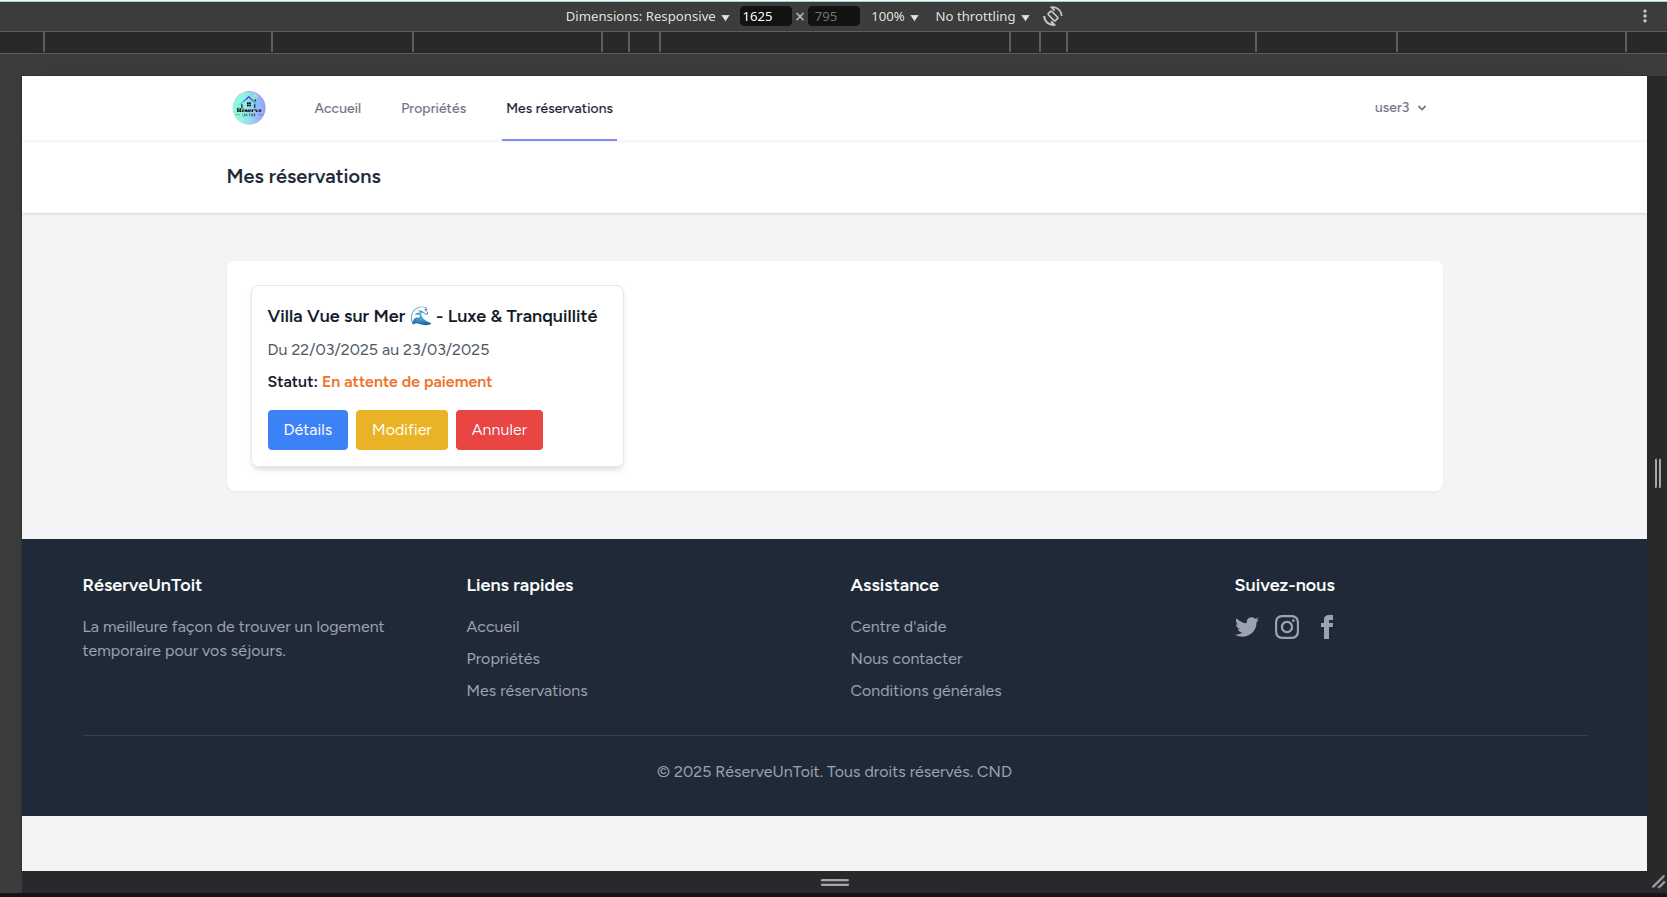 Dimensions: Responsive 1625 × 795 100% No throttling
Réserve
Un Toit
Accueil Propriétés Mes réservations user3
Mes réservations
Villa Vue sur Mer 🌊 - Luxe & Tranquillité
Du 22/03/2025 au 23/03/2025
Statut: En attente de paiement
Détails Modifier Annuler
RéserveUnToit Liens rapides Assistance Suivez-nous
La meilleure façon de trouver un logement Accueil Centre d'aide
temporaire pour vos séjours. Propriétés Nous contacter
Mes réservations Conditions générales
© 2025 RéserveUnToit. Tous droits réservés. CND